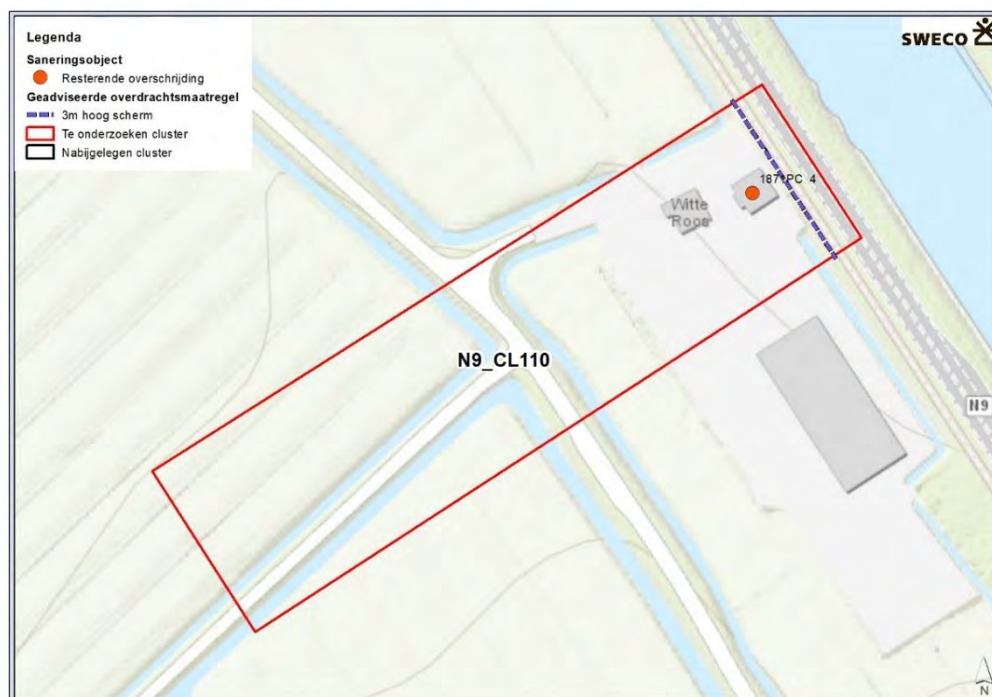 Legenda
SWECO
Saneringsobject
Resterende overschrijding
Geadviseerde overdrachtsmaatregel
3m hoog scherm
Te onderzoeken cluster
Nabijgelegen cluster
Witte
Roos
N9_CL110
N9
N